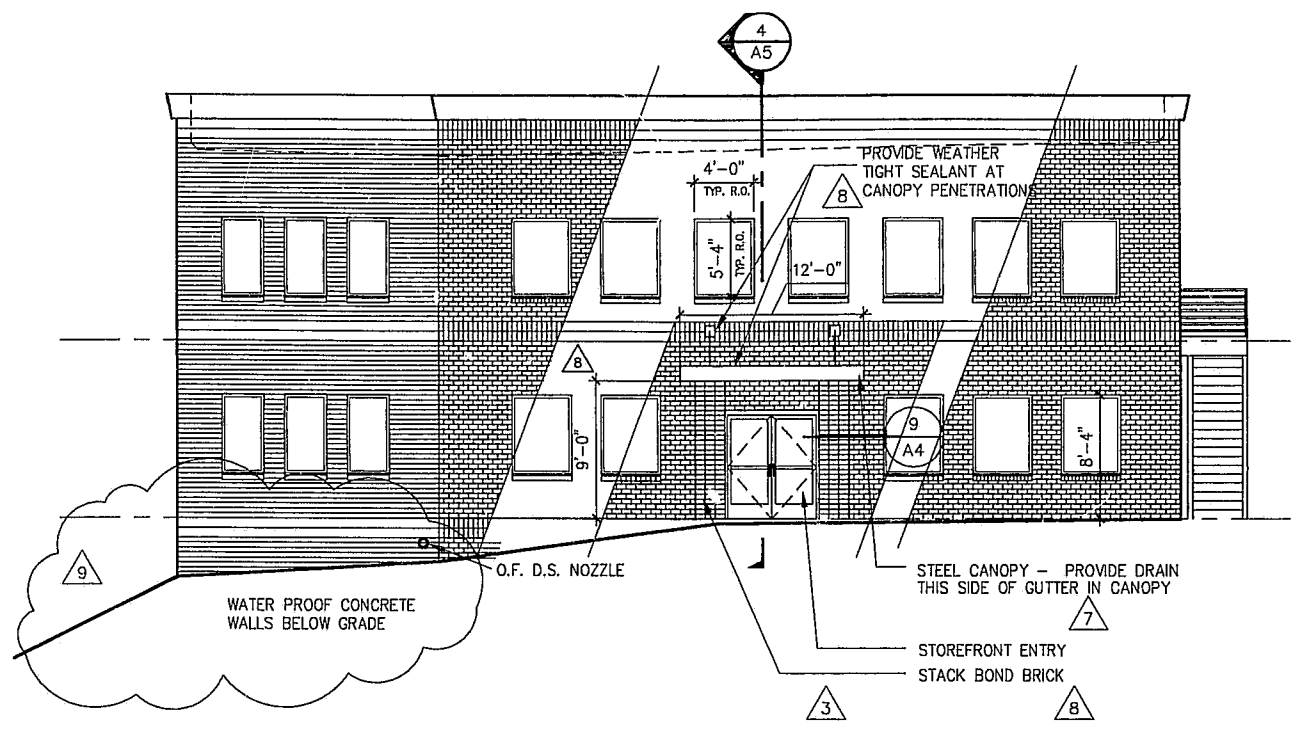 4
A5
PROVIDE WEATHER
TIGHT SEALANT AT
CANOPY PENETRATIONS
8
4'-0"
TYP. R.O.
5'-4"
TYP. R.O.
12'-0"
8
9'-0"
9
A4
8'-4"
9
O.F. D.S. NOZZLE
WATER PROOF CONCRETE
WALLS BELOW GRADE
STEEL CANOPY – PROVIDE DRAIN
THIS SIDE OF GUTTER IN CANOPY
7
STOREFRONT ENTRY
STACK BOND BRICK
3
8